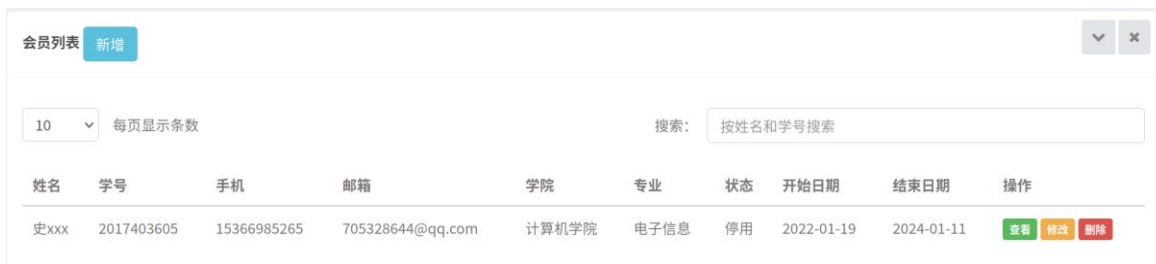 会员列表 新增
10 每页显示条数 搜索： 按姓名和学号搜索
姓名 学号 手机 邮箱 学院 专业 状态 开始日期 结束日期 操作
史xxx 2017403605 15366985265 705328644@qq.com 计算机学院 电子信息 停用 2022-01-19 2024-01-11 查看 修改 删除